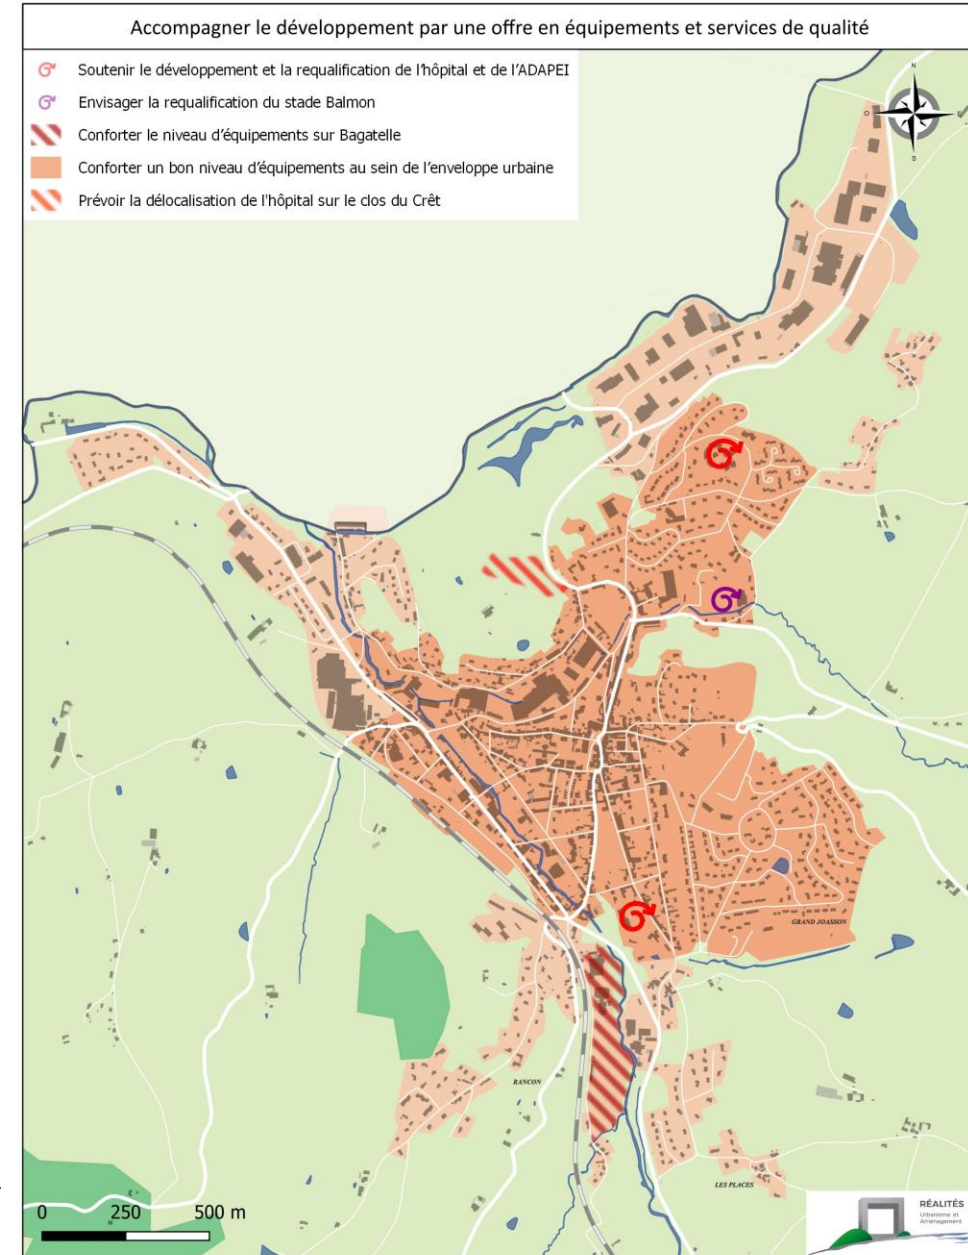 Accompagner le développement par une offre en équipements et services de qualité
Soutenir le développement et la requalification de l'hôpital et de l'ADAPEI
Envisager la requalification du stade Balmon
Conforter le niveau d'équipements sur Bagatelle
Conforter un bon niveau d'équipements au sein de l'enveloppe urbaine
Prévoir la délocalisation de l'hôpital sur le clos du Crêt
N
O
E
S
GRAND JOASSON
RANCON
LES PLACES
0 250 500 m
RÉALITÉS
Urbanisme et
Aménagement